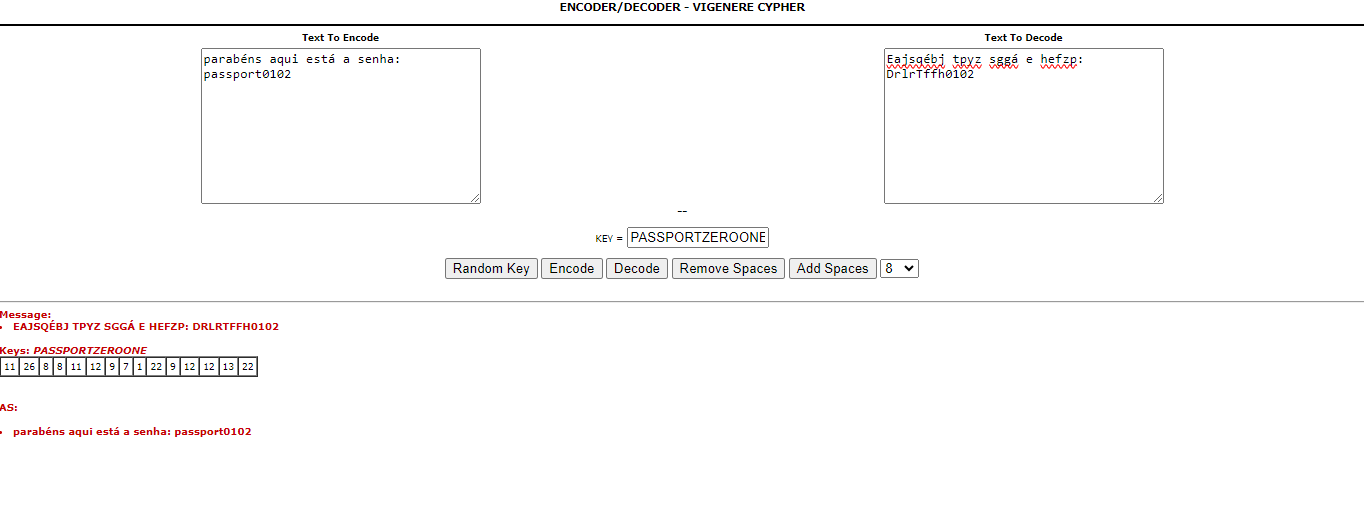 ENCODER/DECODER - VIGENERE CYPHER
Text To Encode
parabéns aqui está a senha:
passport0102
Text To Decode
Eajsqébj tpyz sggá e hefzp:
DrlrTffh0102
--
KEY = PASSPORTZEROONE
Random Key Encode Decode Remove Spaces Add Spaces 8
Message:
EAJSQÉBJ TPYZ SGGÁ E HEFZP: DRLRTFFH0102
Keys: PASSPORTZEROONE
11 26 8 8 11 12 9 7 1 22 9 12 12 13 22
AS:
parabéns aqui está a senha: passport0102